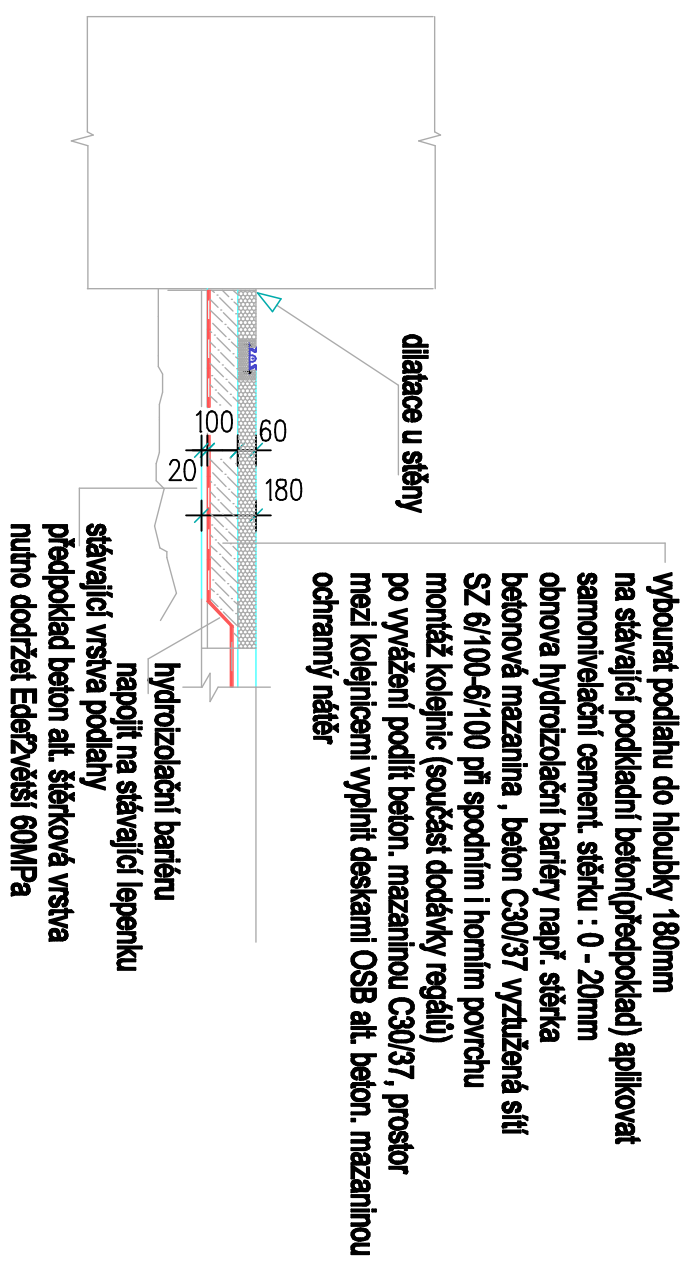 dilatace u stěny
vybourat podlahu do hloubky 180mm
na stávající podkladní beton(předpoklad) aplikovat
samonivelační cement. stěrku : 0 - 20mm
obnova hydroizolační bariéry např. stěrka
betonová mazanina , beton C30/37 vyztužená sítí
SZ 6/100-6/100 při spodním i horním povrchu
montáž kolejnic (součást dodávky regálů)
po vyvážení podlít beton. mazaninou C30/37, prostor
mezi kolejnicemi vyplnit deskami OSB alt. beton. mazaninou
ochranný nátěr
60
100
20
180
hydroizolační bariéru
napojit na stávající lepenku
stávající vrstva podlahy
předpoklad beton alt. štěrková vrstva
nutno dodržet Edef2větší 60MPa